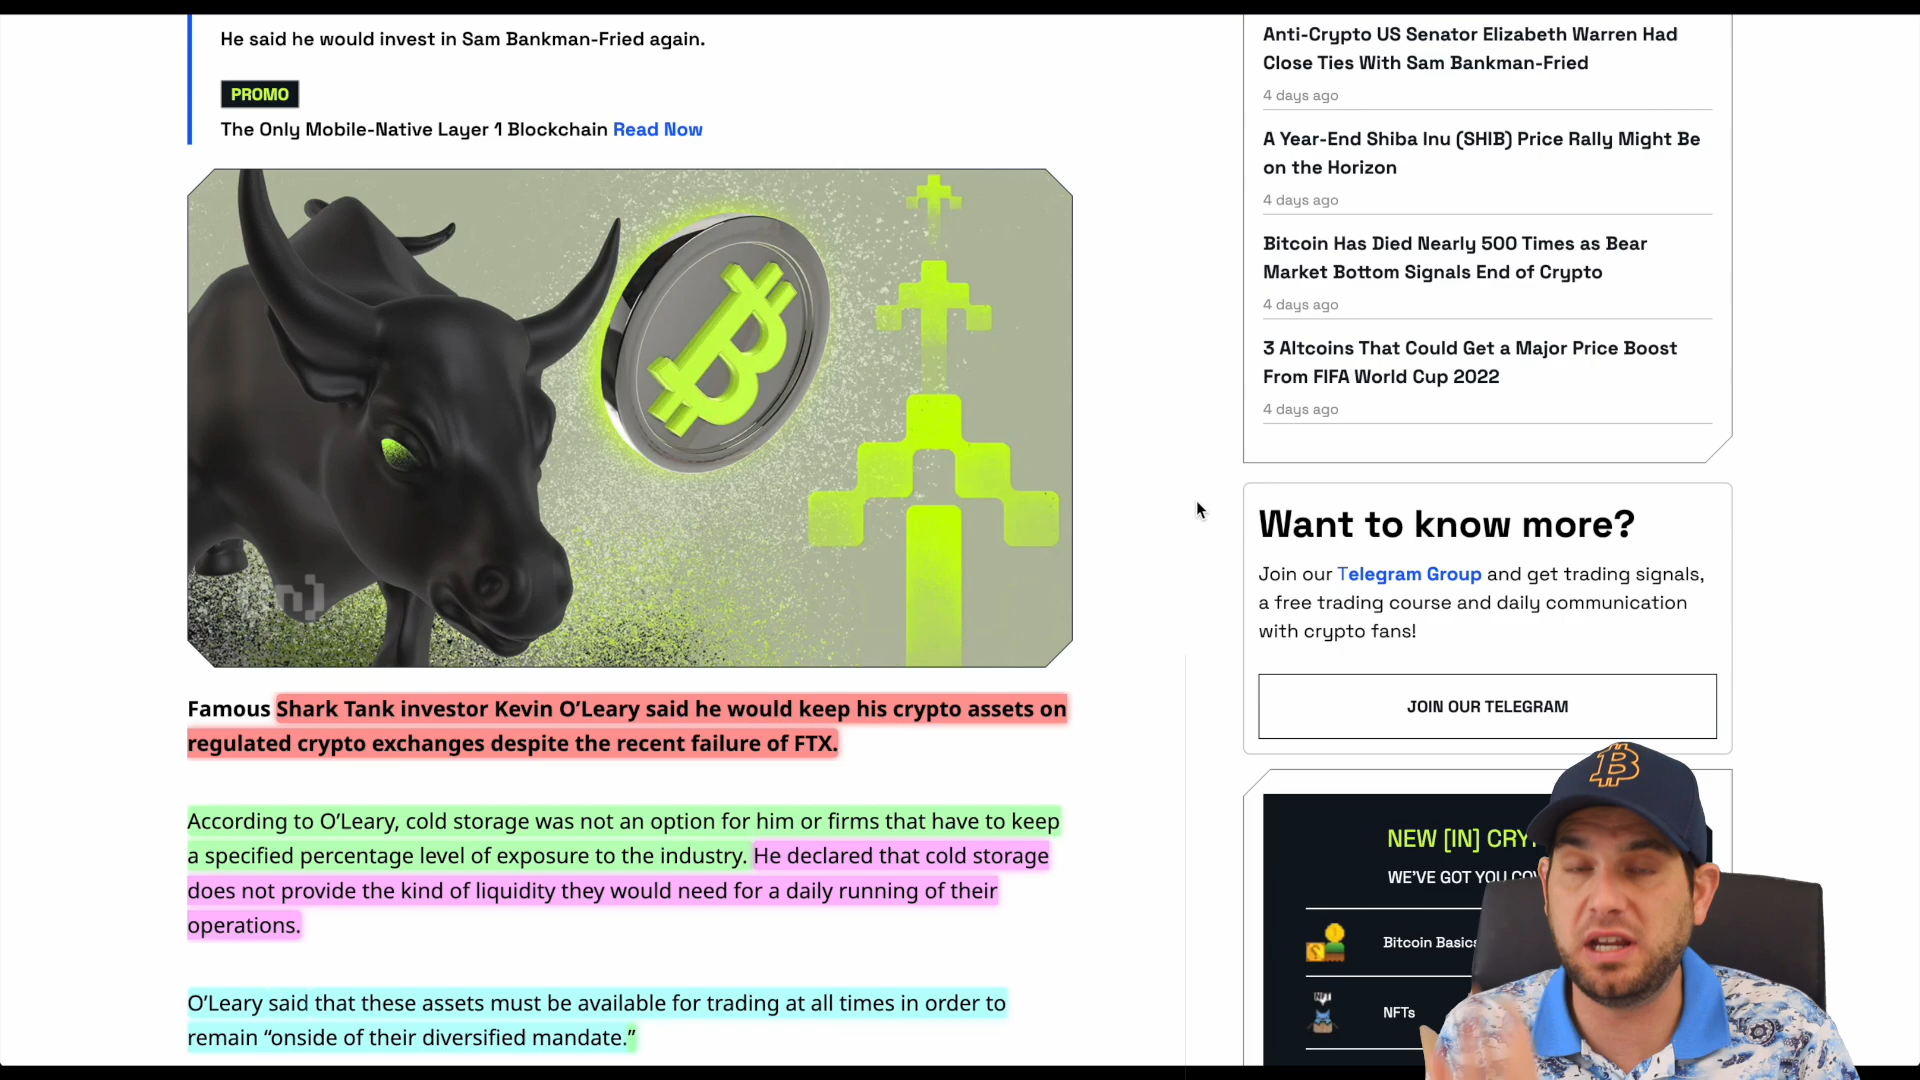 He said he would invest in Sam Bankman-Fried again.
PROMO
The Only Mobile-Native Layer 1 Blockchain Read Now
Famous Shark Tank investor Kevin O’Leary said he would keep his crypto assets on
regulated crypto exchanges despite the recent failure of FTX.
According to O’Leary, cold storage was not an option for him or firms that have to keep
a specified percentage level of exposure to the industry. He declared that cold storage
does not provide the kind of liquidity they would need for a daily running of their
operations.
O’Leary said that these assets must be available for trading at all times in order to
remain “onside of their diversified mandate.”
Anti-Crypto US Senator Elizabeth Warren Had
Close Ties With Sam Bankman-Fried
4 days ago
A Year-End Shiba Inu (SHIB) Price Rally Might Be
on the Horizon
4 days ago
Bitcoin Has Died Nearly 500 Times as Bear
Market Bottom Signals End of Crypto
4 days ago
3 Altcoins That Could Get a Major Price Boost
From FIFA World Cup 2022
4 days ago
Want to know more?
Join our Telegram Group and get trading signals,
a free trading course and daily communication
with crypto fans!
JOIN OUR TELEGRAM
NEW [IN]
WE’VE GOT YOU
Bitcoin Basics
NFTs